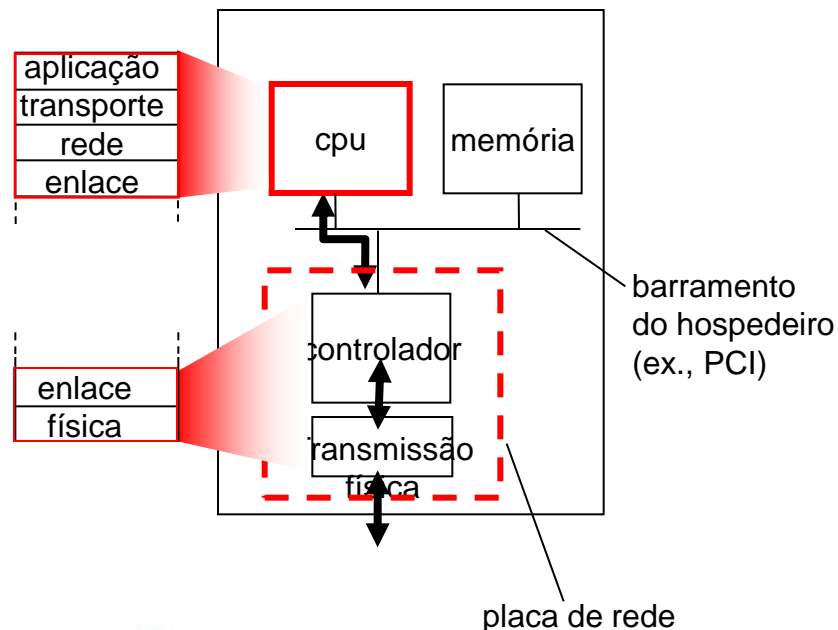 aplicação
transporte
rede
enlace
cpu
memória
barramento
do hospedeiro
(ex., PCI)
controlador
enlace
física
transmissão
física
placa de rede